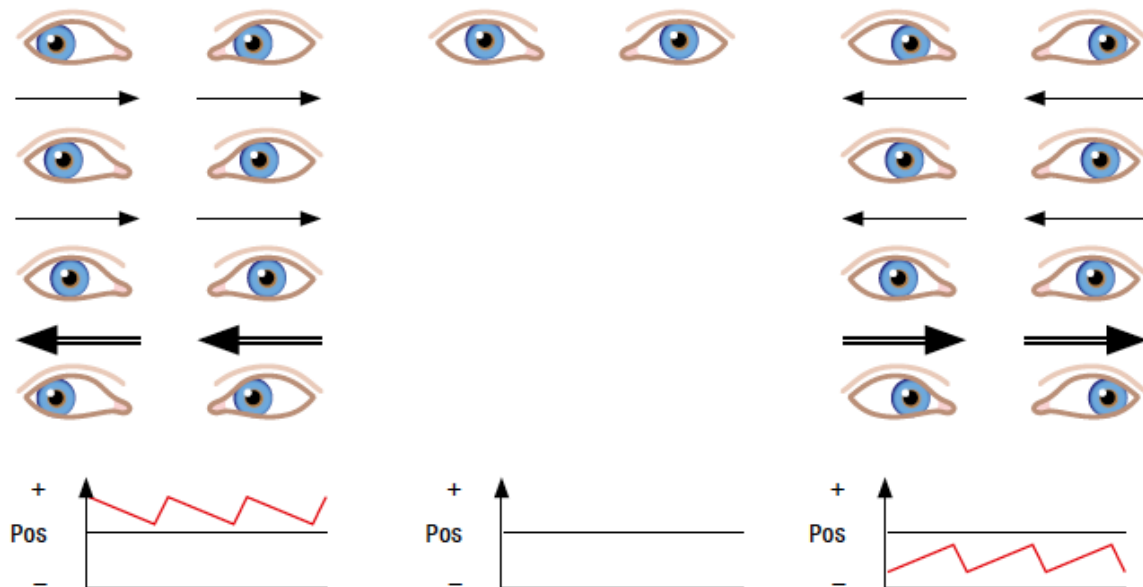 + + +
Pos Pos Pos
– – –